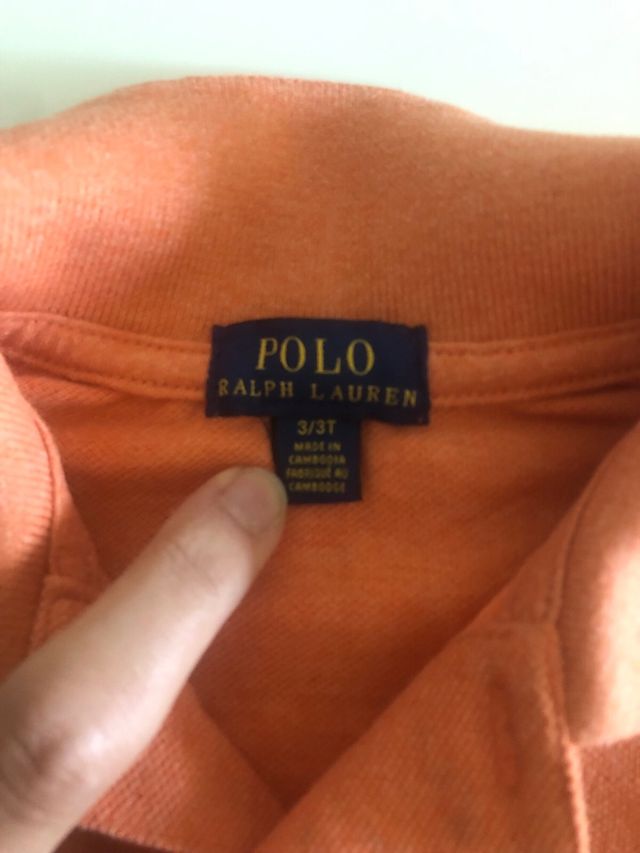 POLO
RALPH LAUREN
3/3T
MADE IN
CAMBODIA
FABRIQUÉ AU
CAMBODGE